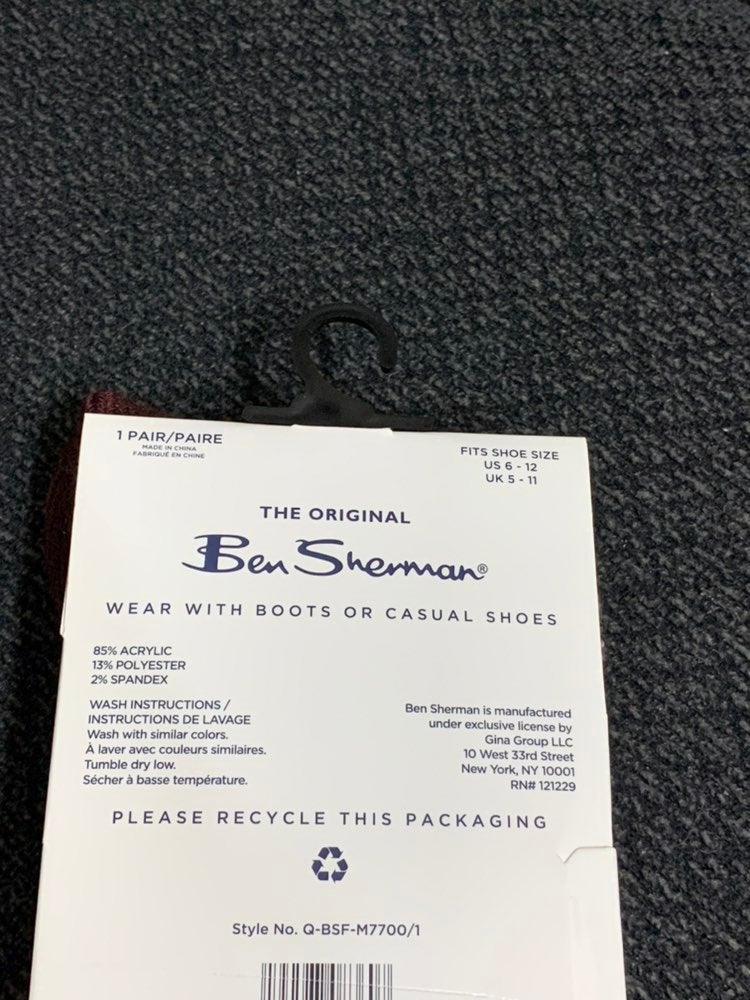 1 PAIR/PAIRE
MADE IN CHINA
FABRIQUÉ EN CHINE
FITS SHOE SIZE
US 6 - 12
UK 5 - 11
THE ORIGINAL
Ben Sherman®
WEAR WITH BOOTS OR CASUAL SHOES
85% ACRYLIC
13% POLYESTER
2% SPANDEX
WASH INSTRUCTIONS /
INSTRUCTIONS DE LAVAGE
Wash with similar colors.
À laver avec couleurs similaires.
Tumble dry low.
Sécher à basse température.
Ben Sherman is manufactured
under exclusive license by
Gina Group LLC
10 West 33rd Street
New York, NY 10001
RN# 121229
PLEASE RECYCLE THIS PACKAGING
Style No. Q-BSF-M7700/1